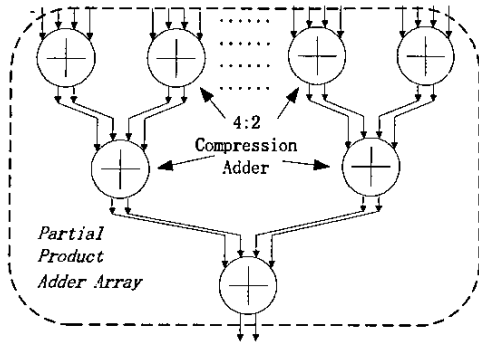 4:2
Compression
Adder
Partial
Product
Adder Array